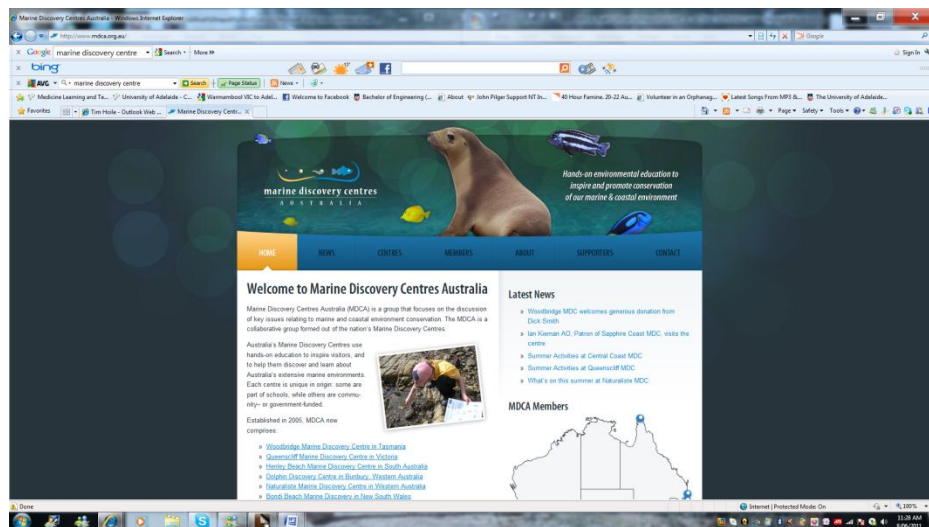 Marine Discovery Centres Australia - Windows Internet Explorer
http://www.mdca.org.au/
Google
Google marine discovery centre Search More »
Sign In
bing
AVG marine discovery centre Search Page Status News
Medicine Learning and Te... University of Adelaide - C... Warrnambool VIC to Adel... Welcome to Facebook Bachelor of Engineering (... About John Pilger Support NT In... 40 Hour Famine. 20-22 Au... Volunteer in an Orphanag... Latest Songs From MP3 &... The University of Adelaide...
Favorites Tim Hoile - Outlook Web ... Marine Discovery Centr... X Page Safety Tools
marine discovery centres
AUSTRALIA
Hands-on environmental education to
inspire and promote conservation
of our marine & coastal environment
HOME NEWS CENTRES MEMBERS ABOUT SUPPORTERS CONTACT
Welcome to Marine Discovery Centres Australia
Marine Discovery Centres Australia (MDCA) is a group that focuses on the discussion
of key issues relating to marine and coastal environment conservation. The MDCA is a
collaborative group formed out of the nation's Marine Discovery Centres.
Australia's Marine Discovery Centres use
hands-on education to inspire visitors, and
to help them discover and learn about
Australia's extensive marine environments.
Each centre is unique in origin: some are
part of schools, while others are commu-
nity– or government-funded.
Established in 2005, MDCA now
comprises:
» Woodbridge Marine Discovery Centre in Tasmania
» Queenscliff Marine Discovery Centre in Victoria
» Henley Beach Marine Discovery Centre in South Australia
» Dolphin Discovery Centre in Bunbury, Western Australia
» Naturaliste Marine Discovery Centre in Western Australia
» Bondi Beach Marine Discovery in New South Wales
Latest News
» Woodbridge MDC welcomes generous donation from
Dick Smith
» Ian Kiernan AO, Patron of Sapphire Coast MDC, visits the
centre
» Summer Activities at Central Coast MDC
» Summer Activities at Queenscliff MDC
» What's on this summer at Naturaliste MDC
MDCA Members
Done
Internet | Protected Mode: On
100%
11:28 AM